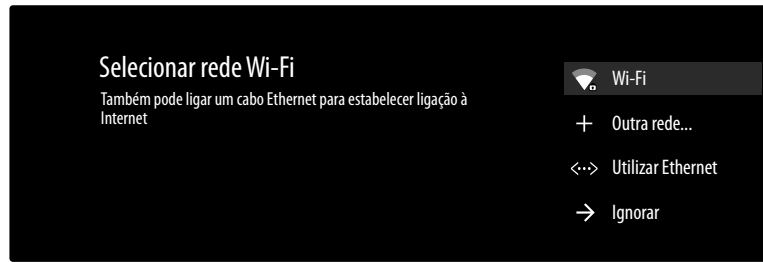 Selecionar rede Wi-Fi
Também pode ligar um cabo Ethernet para estabelecer ligação à
Internet
Wi-Fi
Outra rede...
Utilizar Ethernet
Ignorar